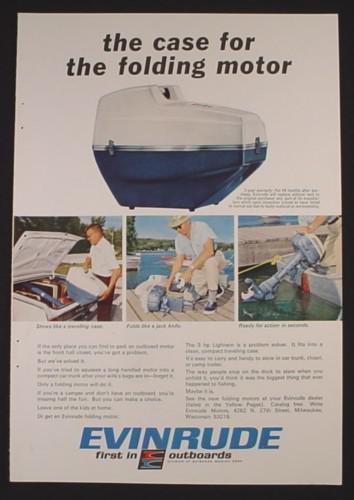 the case for
the folding motor
Stows like a traveling case.
Folds like a jack knife.
Ready for action in seconds.
If the only place you can find to park an outboard motor
is the front hall closet, you've got a problem.
But we've solved it.
If you've tried to squeeze a long handled motor into a
compact car trunk after your wife's bags are in—forget it.
Only a folding motor will do it.
If you're a camper and don't have an outboard, you're
missing half the fun. But you can make a choice.
Leave one of the kids at home.
Or get an Evinrude folding motor.
The 3 hp Lightwin is a problem solver. It fits into a
clean, compact traveling case.
It's easy to carry and handy to stow in car trunk, closet,
or camp trailer.
The way people stop on the dock to stare when you
unfold it, you'd think it was the biggest thing that ever
happened to fishing.
Maybe it is.
See the new folding motors at your Evinrude dealer
(listed in the Yellow Pages). Catalog free. Write
Evinrude Motors, 4262 N. 27th Street, Milwaukee,
Wisconsin 53216.
EVINRUDE
first in outboards